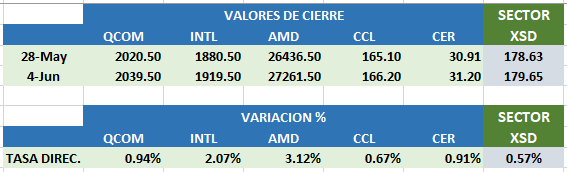 VALORES DE CIERRE SECTOR
QCOM INTL AMD CCL CER XSD
28-May 2020.50 1880.50 26436.50 165.10 30.91 178.63
4-Jun 2039.50 1919.50 27261.50 166.20 31.20 179.65
VARIACION % SECTOR
QCOM INTL AMD CCL CER XSD
TASA DIREC. 0.94% 2.07% 3.12% 0.67% 0.91% 0.57%